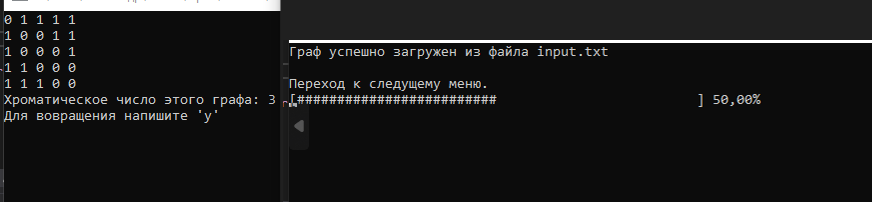 0 1 1 1 1
1 0 0 1 1
1 0 0 0 1
1 1 0 0 0
1 1 1 0 0
Хроматическое число этого графа: 3
Для вовращения напишите 'y'
Граф успешно загружен из файла input.txt
Переход к следущему меню.
[######################### ] 50,00%